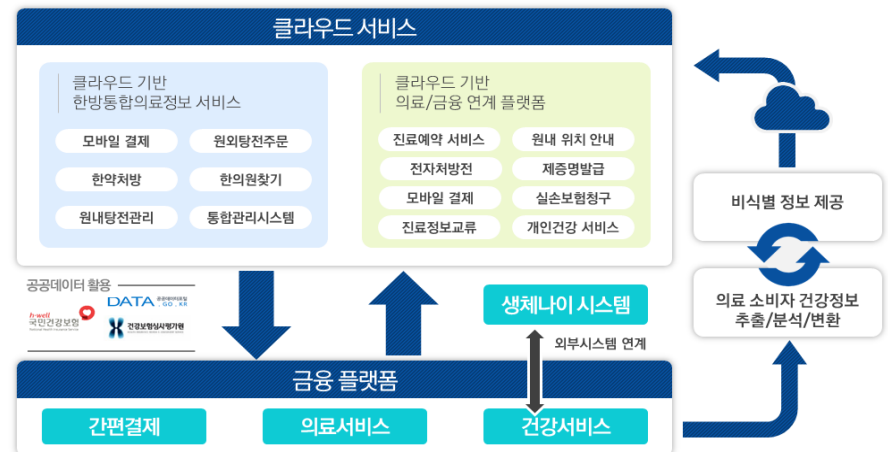 클라우드 서비스
클라우드 기반
한방통합의료정보 서비스
모바일 결제
원외탕전주문
한약처방
한의원찾기
원내탕전관리
통합관리시스템
클라우드 기반
의료/금융 연계 플랫폼
진료예약 서비스
원내 위치 안내
전자처방전
제증명발급
모바일 결제
실손보험청구
진료정보교류
개인건강 서비스
비식별 정보 제공
의료 소비자 건강정보
추출/분석/변환
공공데이터 활용
h-well
국민건강보험
DATA 공공데이터포털
.GO.KR
건강보험심사평가원
생체나이 시스템
외부시스템 연계
금융 플랫폼
간편결제
의료서비스
건강서비스